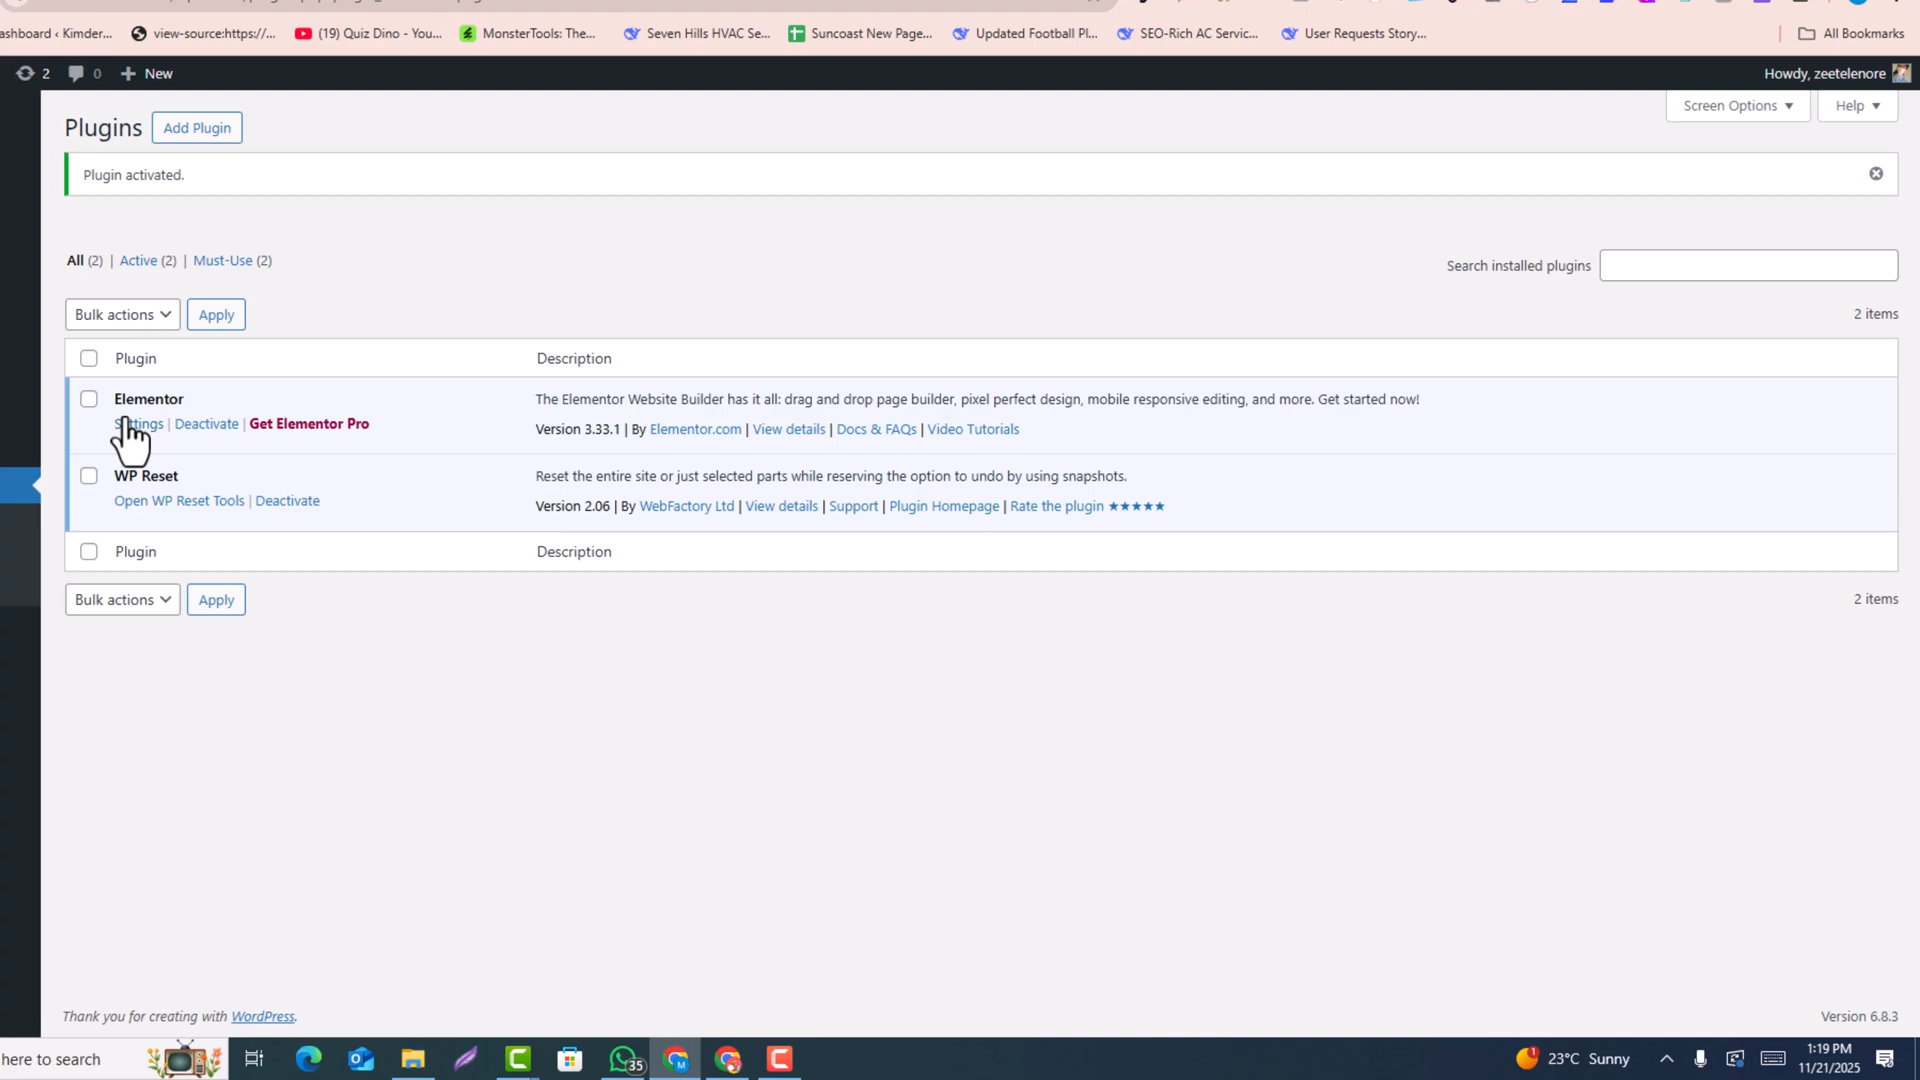 ashboard ‹ Kimder...
view-source:https://...
(19) Quiz Dino - You...
MonsterTools: The...
Seven Hills HVAC Se...
Suncoast New Page...
Updated Football Pl...
SEO-Rich AC Servic...
User Requests Story...
All Bookmarks
2 0 New
Howdy, zeetelenore
Screen Options Help
Plugins Add Plugin
Plugin activated.
All (2) | Active (2) | Must-Use (2)
Search installed plugins
Bulk actions Apply
2 items
Plugin Description
Elementor
The Elementor Website Builder has it all: drag and drop page builder, pixel perfect design, mobile responsive editing, and more. Get started now!
Settings | Deactivate | Get Elementor Pro
Version 3.33.1 | By Elementor.com | View details | Docs & FAQs | Video Tutorials
WP Reset
Reset the entire site or just selected parts while reserving the option to undo by using snapshots.
Open WP Reset Tools | Deactivate
Version 2.06 | By WebFactory Ltd | View details | Support | Plugin Homepage | Rate the plugin ★★★★★
Plugin Description
Bulk actions Apply
2 items
Thank you for creating with WordPress.
Version 6.8.3
here to search
35
1
23°C Sunny
1:19 PM
11/21/2025